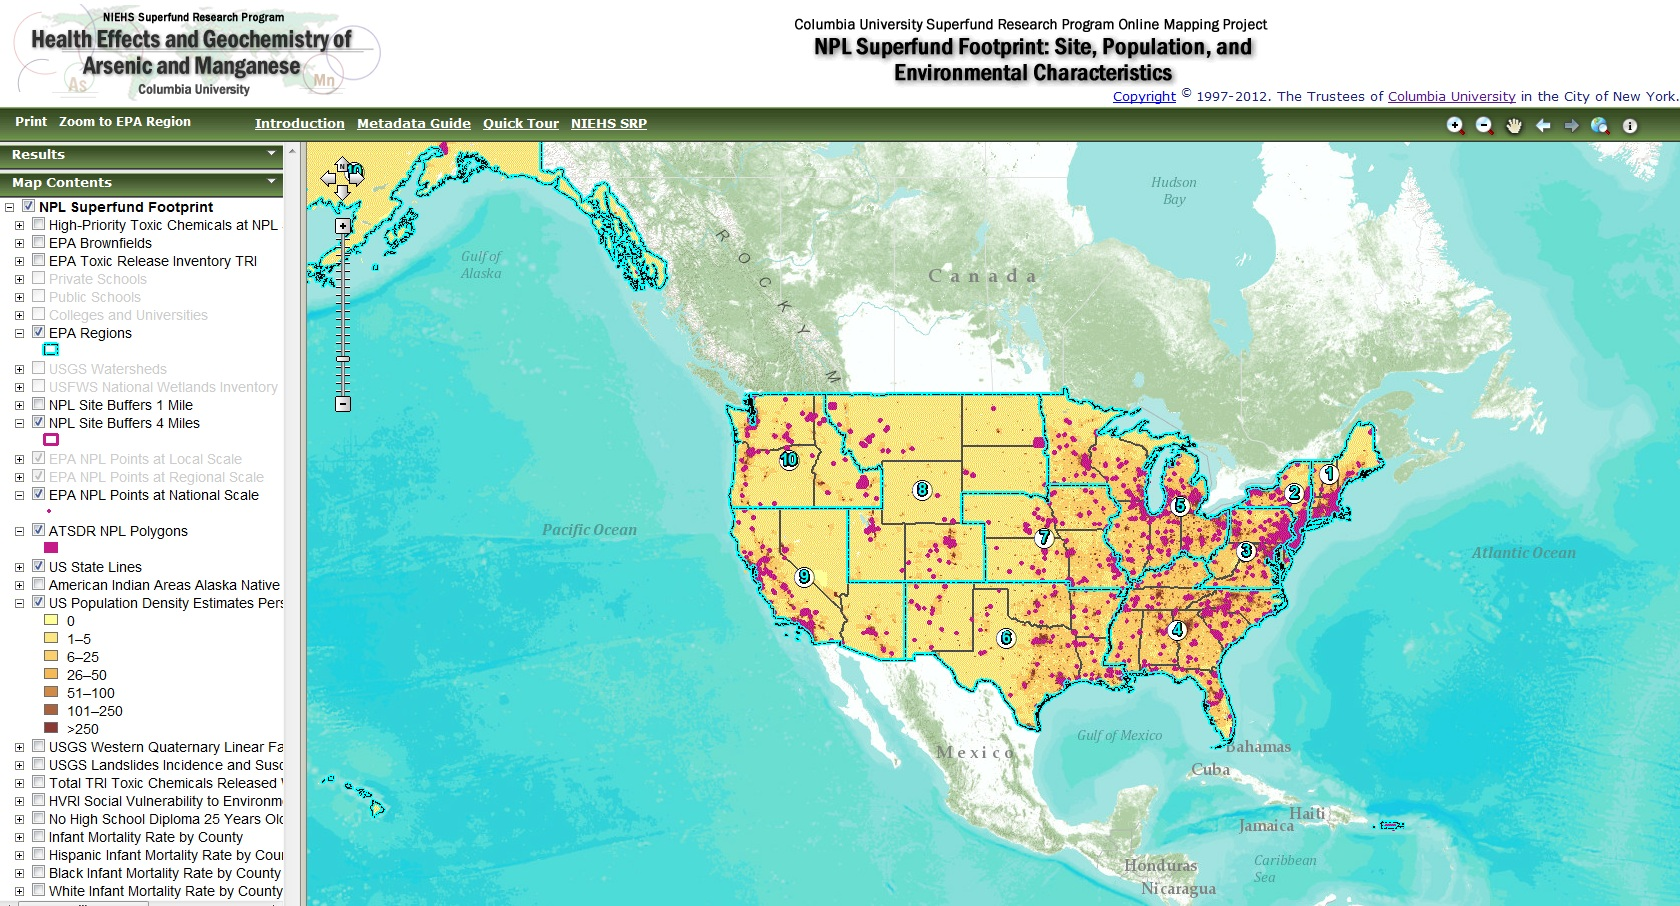 NIEHS Superfund Research Program
Health Effects and Geochemistry of
Arsenic and Manganese
As
Mn
Columbia University
Columbia University Superfund Research Program Online Mapping Project
NPL Superfund Footprint: Site, Population, and
Environmental Characteristics
Copyright © 1997-2012. The Trustees of Columbia University in the City of New York.
Print Zoom to EPA Region Introduction Metadata Guide Quick Tour NIEHS SRP
Results
Map Contents
NPL Superfund Footprint
High-Priority Toxic Chemicals at NPL
EPA Brownfields
EPA Toxic Release Inventory TRI
Private Schools
Public Schools
Colleges and Universities
EPA Regions
USGS Watersheds
USFWS National Wetlands Inventory
NPL Site Buffers 1 Mile
NPL Site Buffers 4 Miles
EPA NPL Points at Local Scale
EPA NPL Points at Regional Scale
EPA NPL Points at National Scale
ATSDR NPL Polygons
US State Lines
American Indian Areas Alaska Native
US Population Density Estimates Pers
0
1–5
6–25
26–50
51–100
101–250
>250
USGS Western Quaternary Linear Fa
USGS Landslides Incidence and Susc
Total TRI Toxic Chemicals Released
HVRI Social Vulnerability to Environm
No High School Diploma 25 Years Old
Infant Mortality Rate by County
Hispanic Infant Mortality Rate by Coun
Black Infant Mortality Rate by County
White Infant Mortality Rate by County
N
10
Gulf of
Alaska
Hudson
Bay
Canada
ROCKY M
Pacific Ocean
Atlantic Ocean
10
8
7
9
6
5
4
3
2
1
Gulf of Mexico
Mexico
Bahamas
Cuba
Haiti
Jamaica
Caribbean
Sea
Honduras
Nicaragua